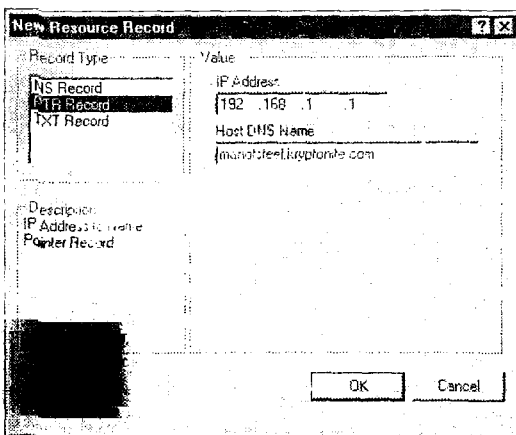 New Resource Record
Record Type
NS Record
PTR Record
TXT Record
Value
IP Address
192 .168 .1 .1
Host DNS Name
manofsteel.kryptonite.com
Description
IP Address to Name
Pointer Record
OK
Cancel